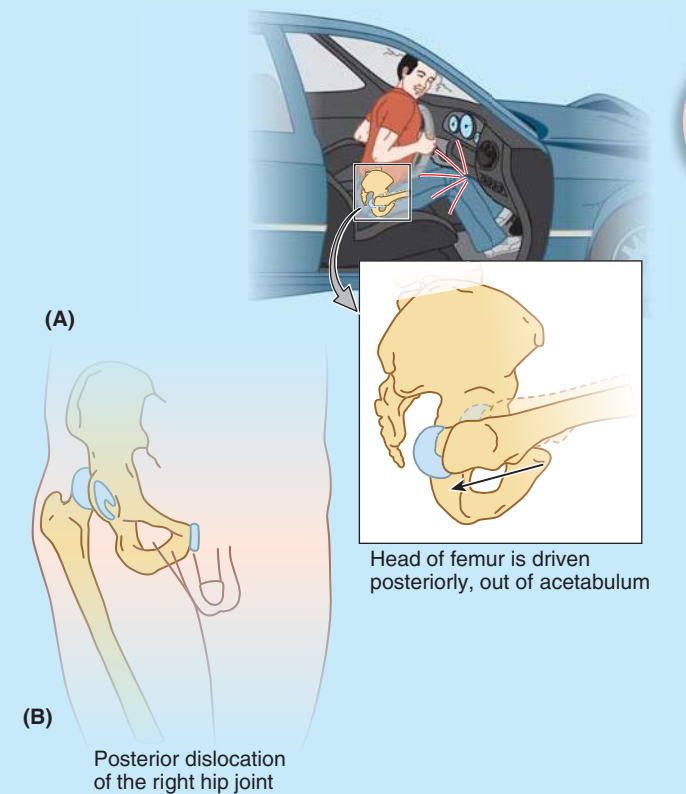 (A)
Head of femur is driven
posteriorly, out of acetabulum
(B)
Posterior dislocation
of the right hip joint